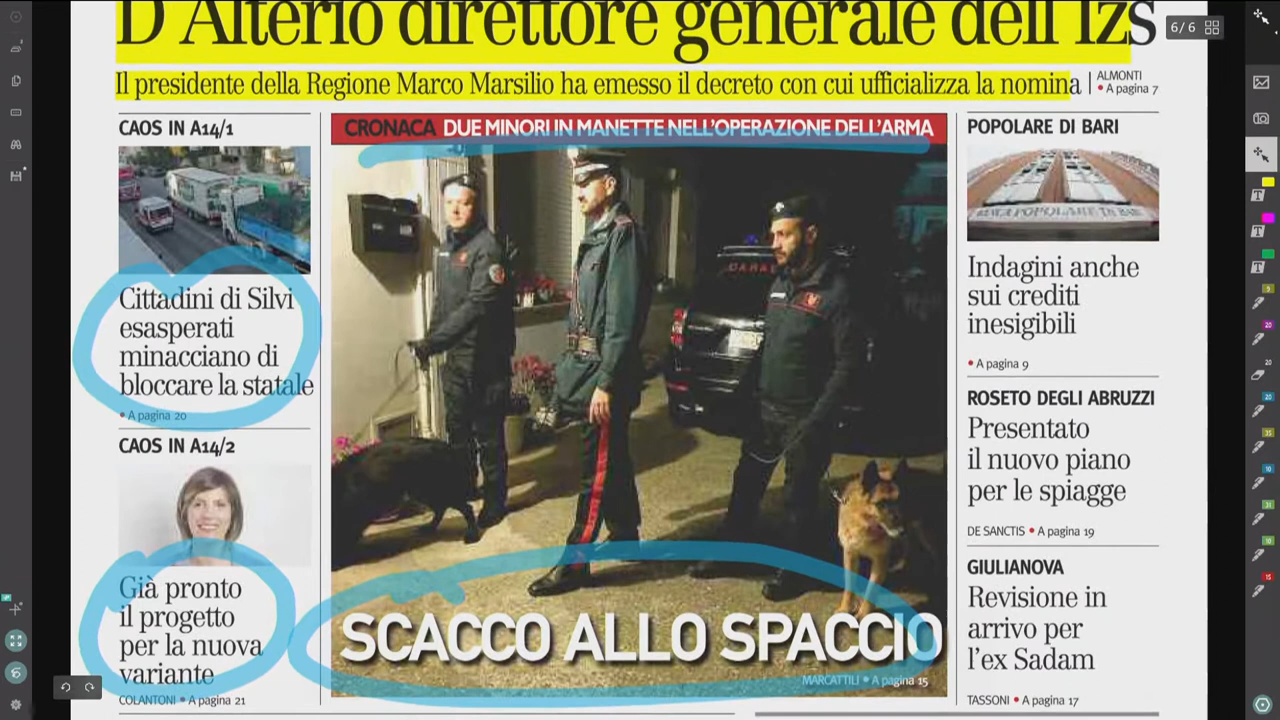 D'Alterio direttore generale dell'Izs
6/6
Il presidente della Regione Marco Marsilio ha emesso il decreto con cui ufficializza la nomina
ALMONTI
• A pagina 7
CAOS IN A14/1
Cittadini di Silvi
esasperati
minacciano di
bloccare la statale
• A pagina 20
CAOS IN A14/2
Già pronto
il progetto
per la nuova
variante
COLANTONI • A pagina 21
CRONACA DUE MINORI IN MANETTE NELL'OPERAZIONE DELL'ARMA
CARAB
SCACCO ALLO SPACCIO
MARCATTILI • A pagina 15
POPOLARE DI BARI
BANCA POPOLARE DI BARI
Indagini anche
sui crediti
inesigibili
• A pagina 9
ROSETO DEGLI ABRUZZI
Presentato
il nuovo piano
per le spiagge
DE SANCTIS • A pagina 19
GIULIANOVA
Revisione in
arrivo per
l'ex Sadam
TASSONI • A pagina 17